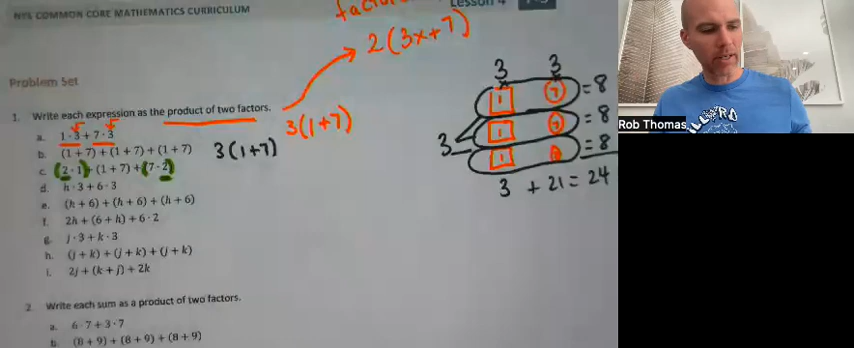 NYS COMMON CORE MATHEMATICS CURRICULUM
Lesson 4
2(3x+7)
Problem Set
1. Write each expression as the product of two factors.
a. 1 · 3 + 7 · 3
3(1+7)
b. (1 + 7) + (1 + 7) + (1 + 7)
3(1+7)
c. (2 · 1) + (1 + 7) + (7 · 2)
d. h · 3 + 6 · 3
e. (h + 6) + (h + 6) + (h + 6)
f. 2h + (6 + h) + 6 · 2
g. j · 3 + k · 3
h. (j + k) + (j + k) + (j + k)
i. 2j + (k + j) + 2k
2. Write each sum as a product of two factors.
a. 6 · 7 + 3 · 7
b. (8 + 9) + (8 + 9) + (8 + 9)
3 3
1 7 = 8
1 7 = 8
3
1 = 8
3 + 21 = 24
Rob Thomas